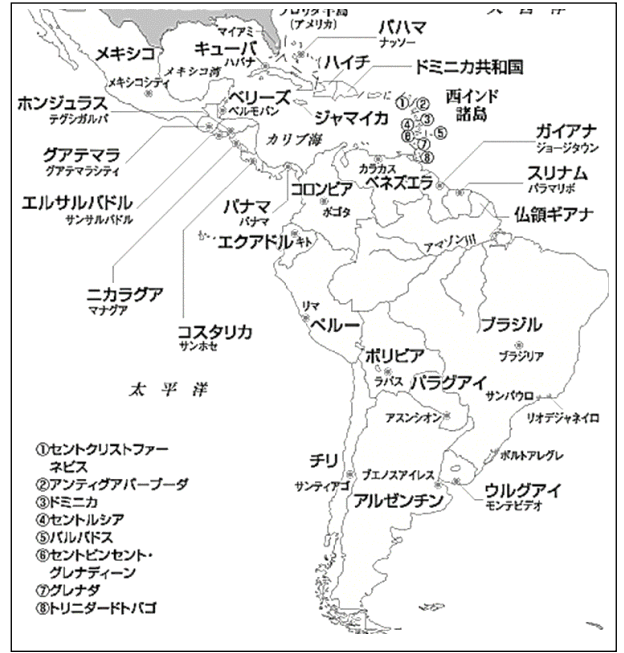 (アメリカ)
マイアミ
バハマ
ナッソー
メキシコ
キューバ
ハバナ
メキシコ湾
メキシコシティ
ハイチ
ドミニカ共和国
ホンジュラス
テグシガルパ
ベリーズ
ベルモパン
ジャマイカ
①②
西インド
諸島
③
④
⑤
⑥
⑦
⑧
カリブ海
ガイアナ
ジョージタウン
グアテマラ
グアテマラシティ
カラカス
ベネズエラ
スリナム
パラマリボ
エルサルバドル
サンサルバドル
パナマ
パナマ
コロンビア
ボゴタ
仏領ギアナ
エクアドル
キト
アマゾン川
ニカラグア
マナグア
リマ
ペルー
ブラジル
ブラジリア
コスタリカ
サンホセ
ボリビア
ラパス
パラグアイ
サンパウロ
太平洋
アスンシオン
リオデジャネイロ
ポルトアレグレ
チリ
サンティアゴ
ブエノスアイレス
アルゼンチン
ウルグアイ
モンテビデオ
①セントクリストファー
ネビス
②アンティグアバーブーダ
③ドミニカ
④セントルシア
⑤バルバドス
⑥セントビンセント・
グレナディーン
⑦グレナダ
⑧トリニダードトバゴ